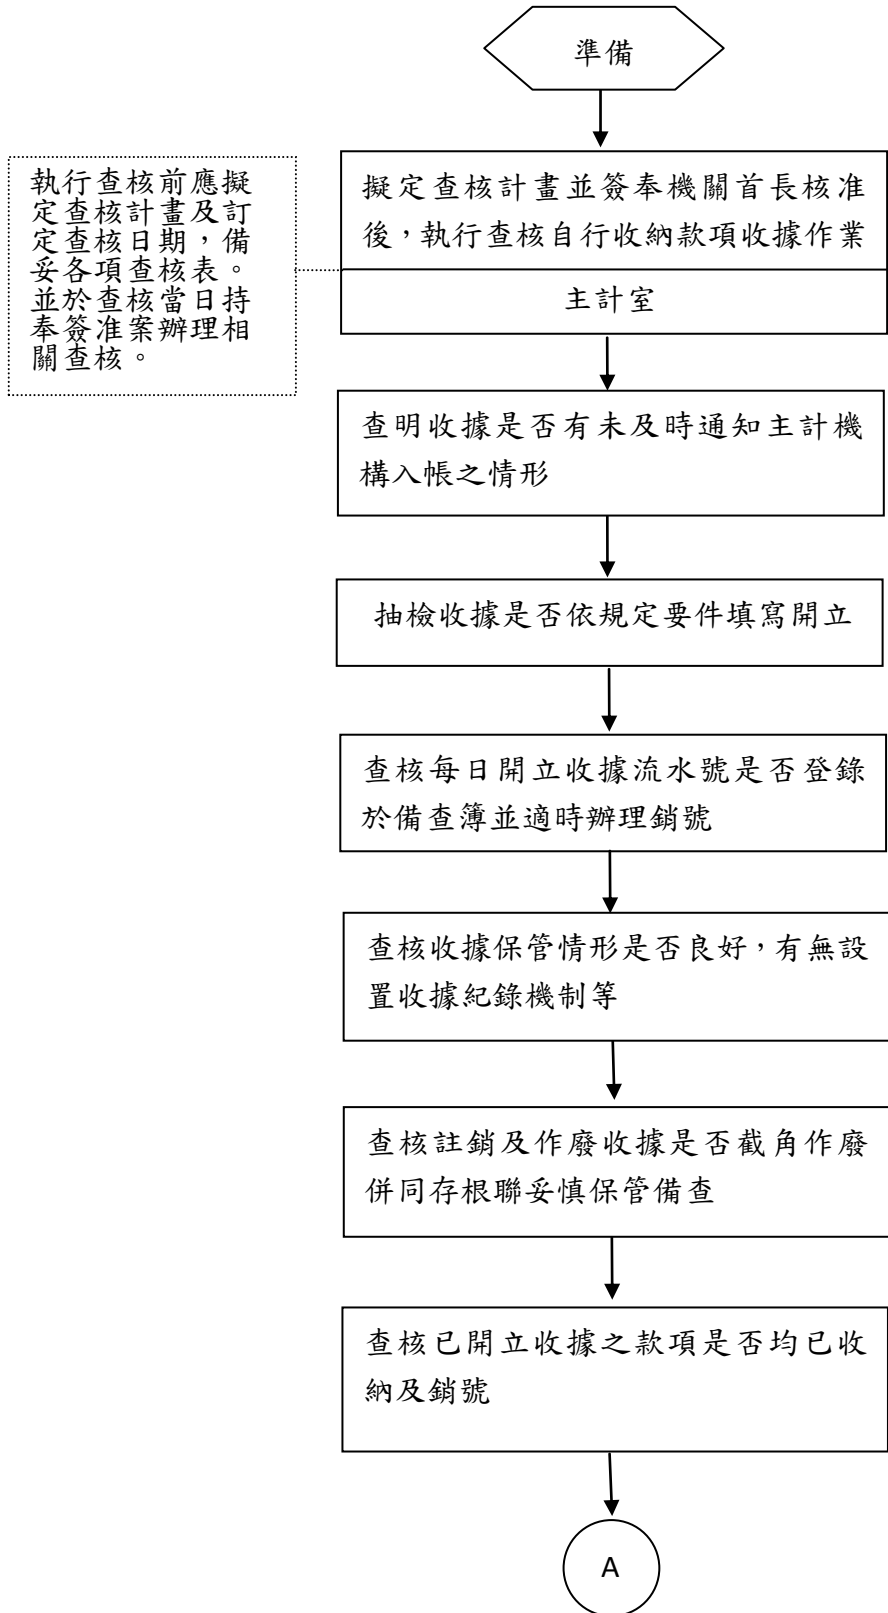 準備
執行查核前應擬
定查核計畫及訂
定查核日期，備
妥各項查核表。
並於查核當日持
奉簽准案辦理相
關查核。
擬定查核計畫並簽奉機關首長核准
後，執行查核自行收納款項收據作業
主計室
查明收據是否有未及時通知主計機
構入帳之情形
抽檢收據是否依規定要件填寫開立
查核每日開立收據流水號是否登錄
於備查簿並適時辦理銷號
查核收據保管情形是否良好，有無設
置收據紀錄機制等
查核註銷及作廢收據是否截角作廢
併同存根聯妥慎保管備查
查核已開立收據之款項是否均已收
納及銷號
A